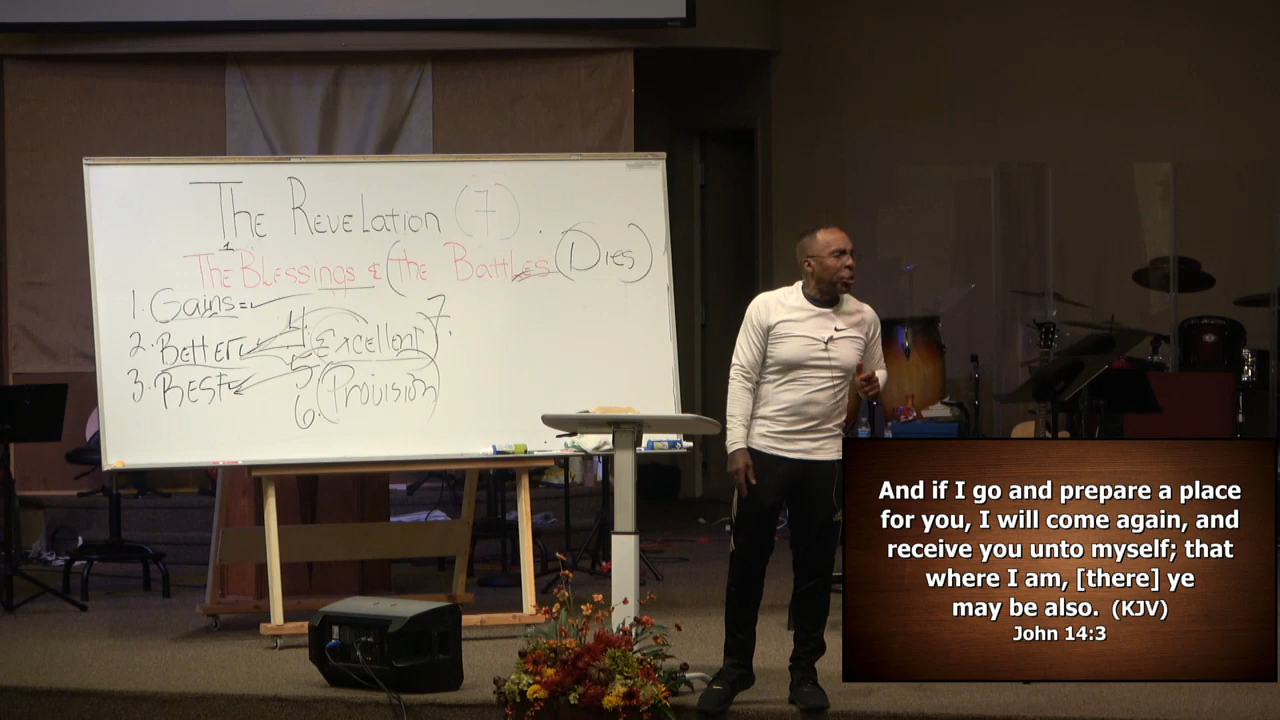 The Revelation (7)
1
The Blessings & (The Battles (Dies)
1. Gains=
4 7
2. Better
(Excellent)
5
3. Best
6. (Provision)
And if I go and prepare a place
for you, I will come again, and
receive you unto myself; that
where I am, [there] ye
may be also. (KJV)
John 14:3